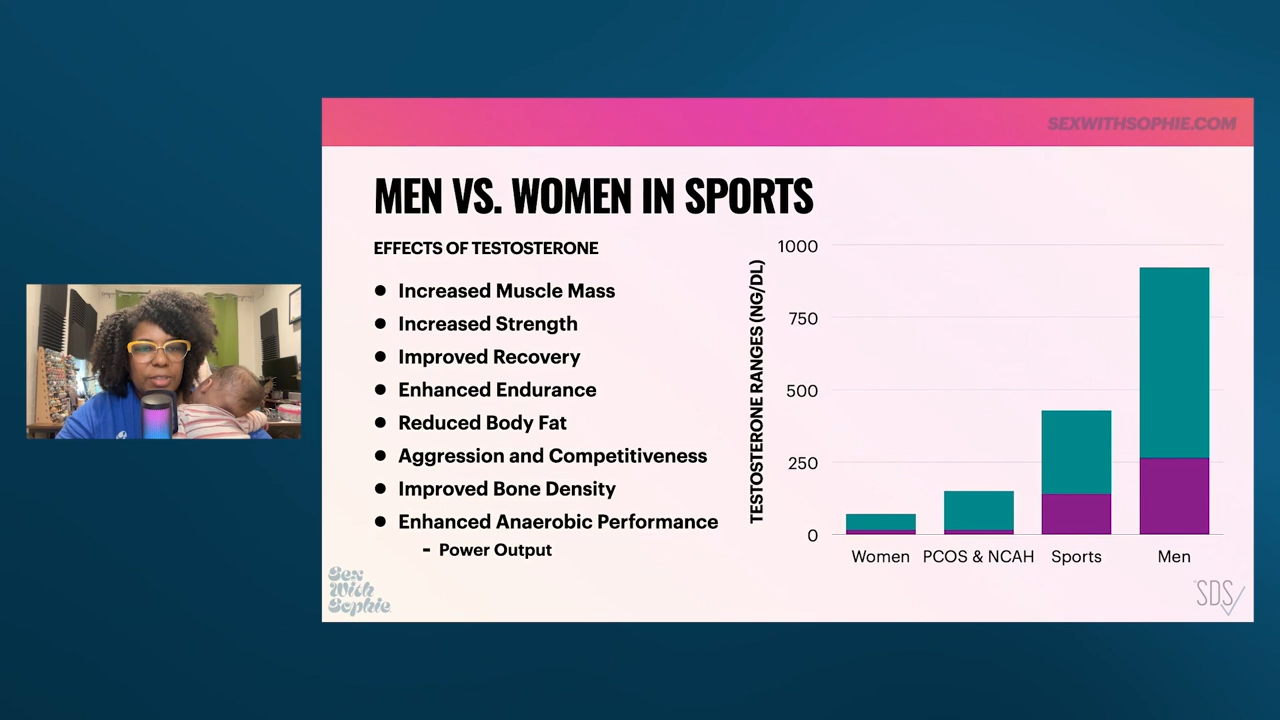 SEXWITHSOPHIE.COM
MEN VS. WOMEN IN SPORTS
EFFECTS OF TESTOSTERONE
● Increased Muscle Mass
● Increased Strength
● Improved Recovery
● Enhanced Endurance
● Reduced Body Fat
● Aggression and Competitiveness
● Improved Bone Density
● Enhanced Anaerobic Performance
- Power Output
TESTOSTERONE RANGES (NG/DL)
1000
750
500
250
0
Women PCOS & NCAH Sports Men
Sex
With
Sophie
SDS